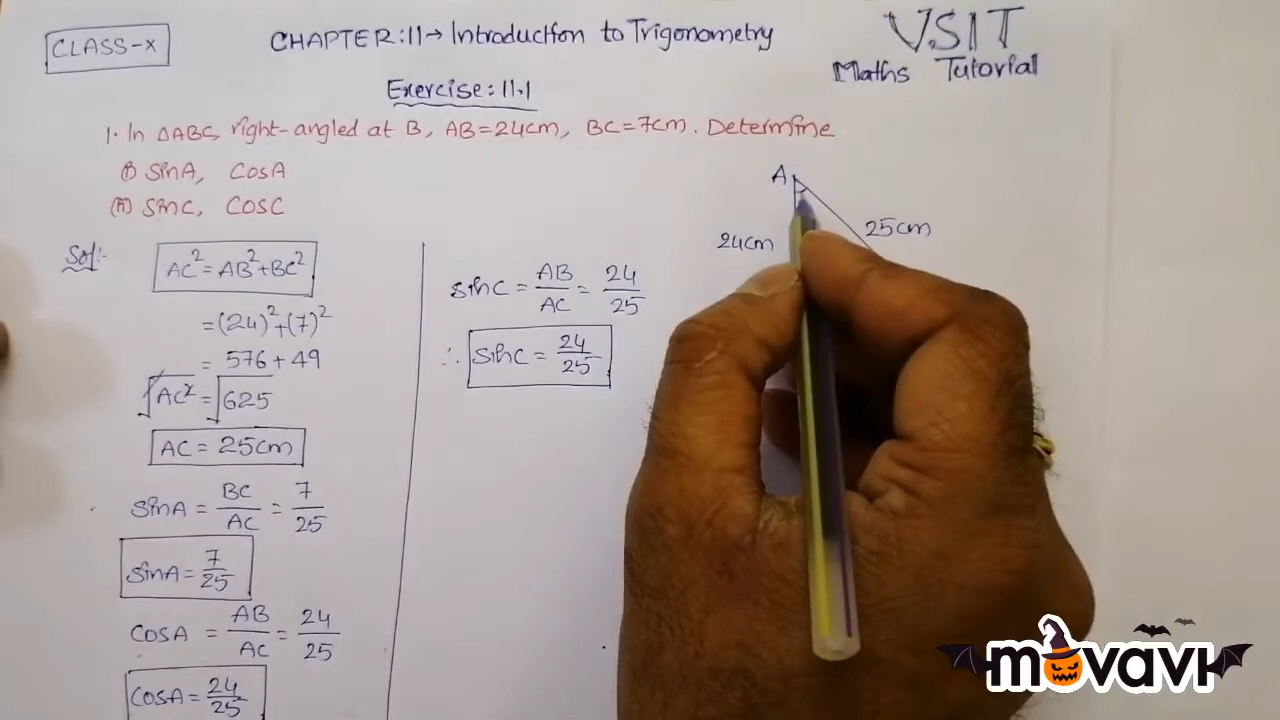 CLASS-X
CHAPTER:11→ Introduction to Trigonometry
VSIT
Maths Tutorial
Exercise: 11.1
1. In △ABC, right-angled at B, AB=24cm, BC=7cm. Determine
(i) sinA, CosA
(ii) sinC, COSC
Sol:-
AC² = AB² + BC²
= (24)² + (7)²
= 576 + 49
√AC² = √625
AC = 25cm
sinA = BC/AC = 7/25
sinA = 7/25
COSA = AB/AC = 24/25
COSA = 24/25
sinC = AB/AC = 24/25
∴ sinC = 24/25
A
24cm
25cm
movavi